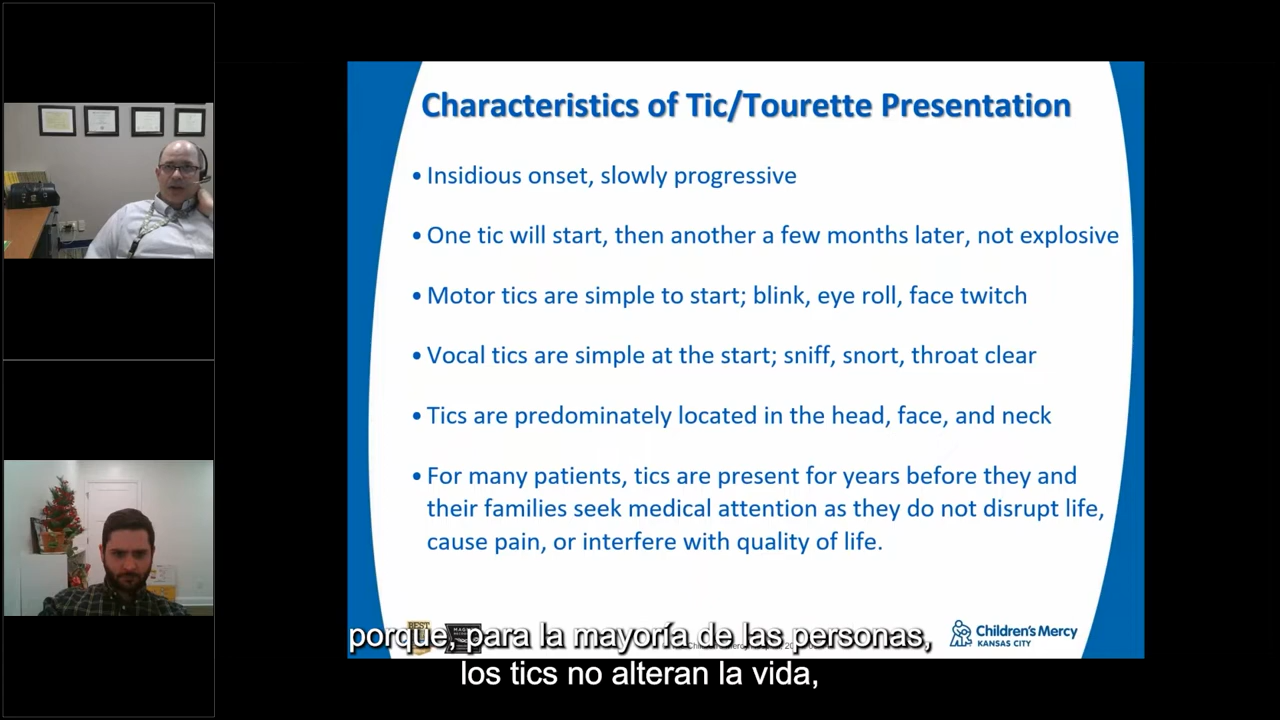 Characteristics of Tic/Tourette Presentation
• Insidious onset, slowly progressive
• One tic will start, then another a few months later, not explosive
• Motor tics are simple to start; blink, eye roll, face twitch
• Vocal tics are simple at the start; sniff, snort, throat clear
• Tics are predominately located in the head, face, and neck
• For many patients, tics are present for years before they and
their families seek medical attention as they do not disrupt life,
cause pain, or interfere with quality of life.
BEST
Children's Mercy
KANSAS CITY
porque, para la mayoría de las personas,
los tics no alteran la vida,